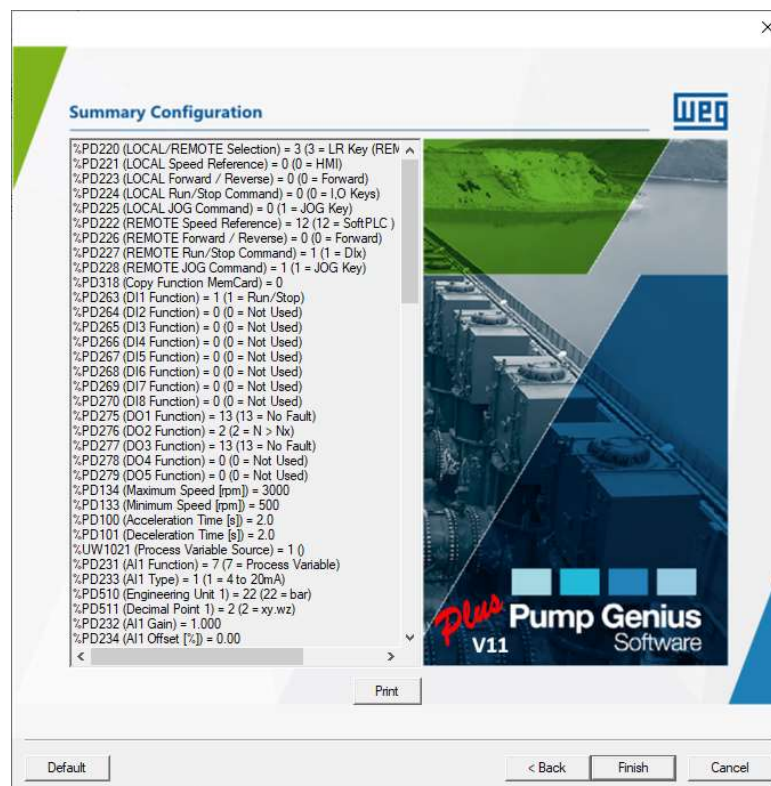 Summary Configuration
weg
%PD220 (LOCAL/REMOTE Selection) = 3 (3 = LR Key (REM
%PD221 (LOCAL Speed Reference) = 0 (0 = HMI)
%PD223 (LOCAL Forward / Reverse) = 0 (0 = Forward)
%PD224 (LOCAL Run/Stop Command) = 0 (0 = I,O Keys)
%PD225 (LOCAL JOG Command) = 0 (1 = JOG Key)
%PD222 (REMOTE Speed Reference) = 12 (12 = SoftPLC )
%PD226 (REMOTE Forward / Reverse) = 0 (0 = Forward)
%PD227 (REMOTE Run/Stop Command) = 1 (1 = DIx)
%PD228 (REMOTE JOG Command) = 1 (1 = JOG Key)
%PD318 (Copy Function MemCard) = 0
%PD263 (DI1 Function) = 1 (1 = Run/Stop)
%PD264 (DI2 Function) = 0 (0 = Not Used)
%PD265 (DI3 Function) = 0 (0 = Not Used)
%PD266 (DI4 Function) = 0 (0 = Not Used)
%PD267 (DI5 Function) = 0 (0 = Not Used)
%PD268 (DI6 Function) = 0 (0 = Not Used)
%PD269 (DI7 Function) = 0 (0 = Not Used)
%PD270 (DI8 Function) = 0 (0 = Not Used)
%PD275 (DO1 Function) = 13 (13 = No Fault)
%PD276 (DO2 Function) = 2 (2 = N > Nx)
%PD277 (DO3 Function) = 13 (13 = No Fault)
%PD278 (DO4 Function) = 0 (0 = Not Used)
%PD279 (DO5 Function) = 0 (0 = Not Used)
%PD134 (Maximum Speed [rpm]) = 3000
%PD133 (Minimum Speed [rpm]) = 500
%PD100 (Acceleration Time [s]) = 2.0
%PD101 (Deceleration Time [s]) = 2.0
%UW1021 (Process Variable Source) = 1 ()
%PD231 (AI1 Function) = 7 (7 = Process Variable)
%PD233 (AI1 Type) = 1 (1 = 4 to 20mA)
%PD510 (Engineering Unit 1) = 22 (22 = bar)
%PD511 (Decimal Point 1) = 2 (2 = xy.wz)
%PD232 (AI1 Gain) = 1.000
%PD234 (AI1 Offset [%]) = 0.00
Plus
V11
Pump Genius
Software
Print
Default
< Back
Finish
Cancel